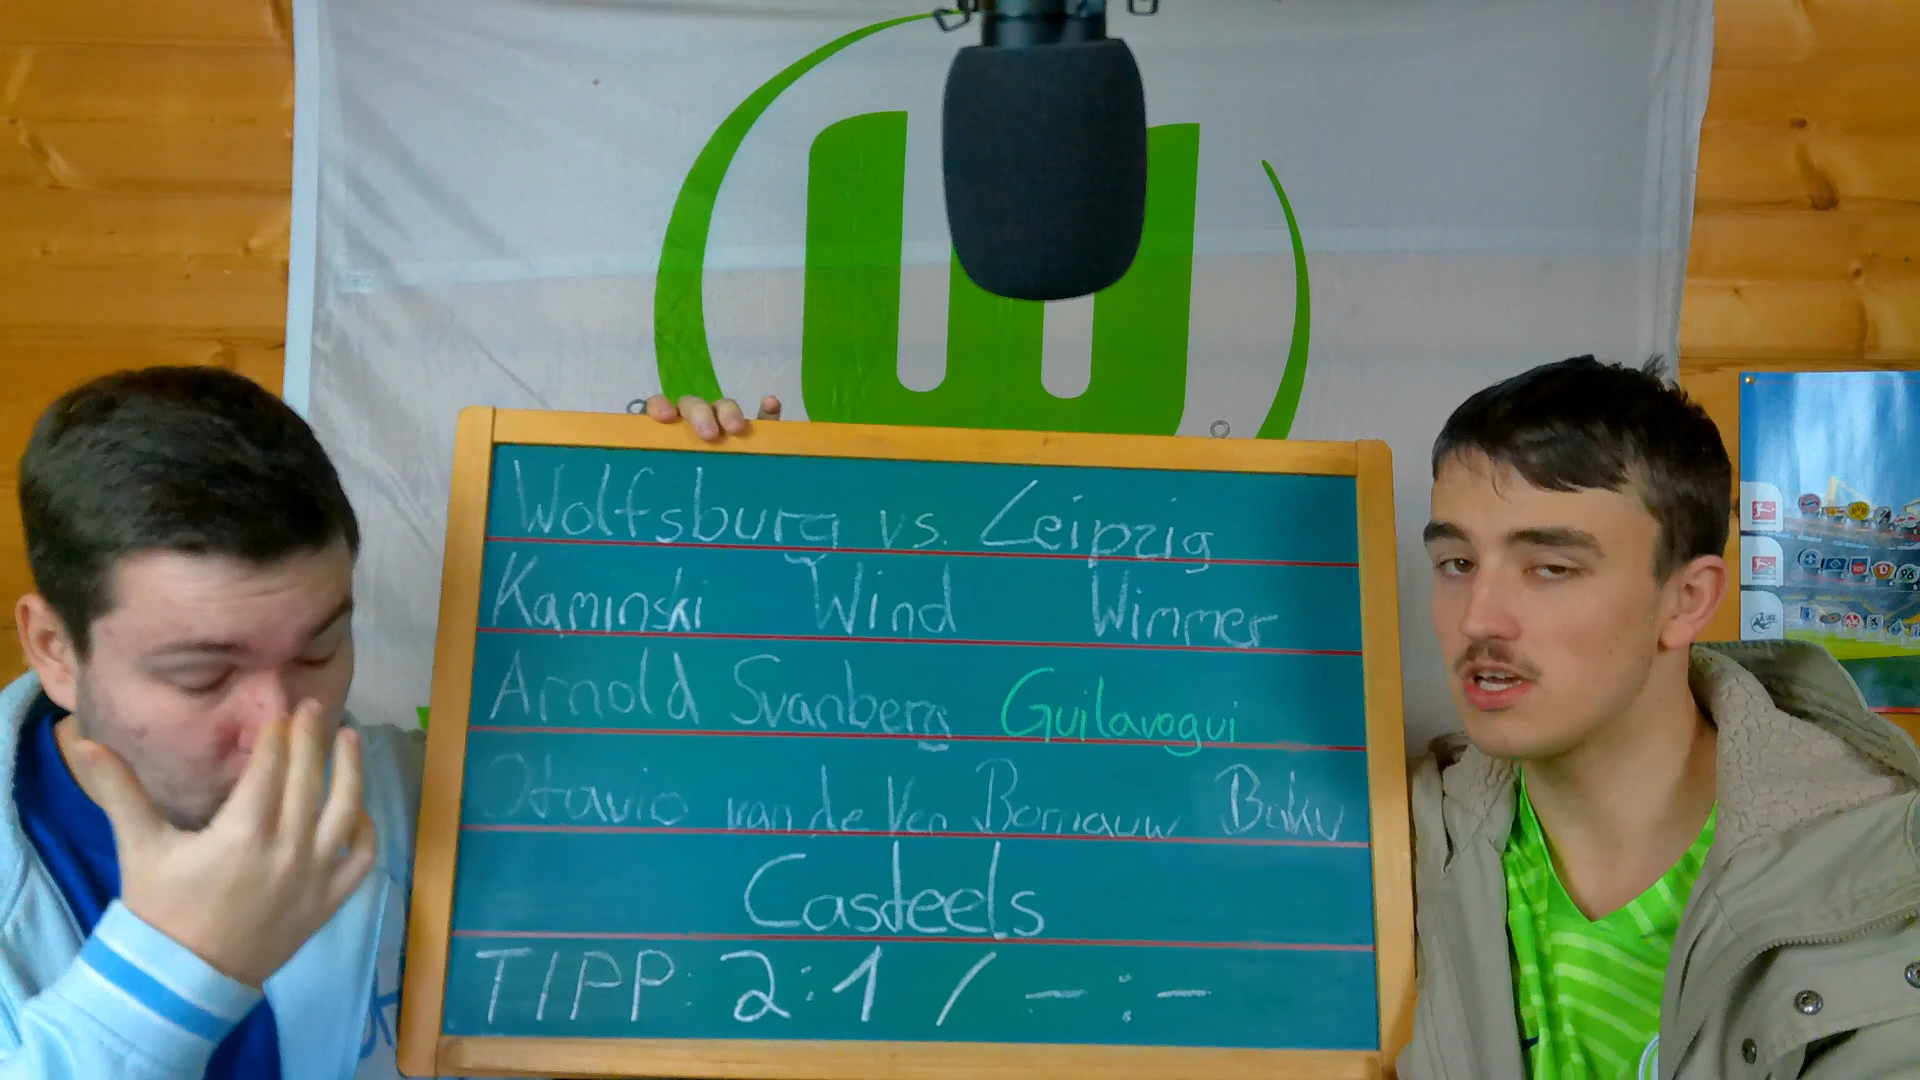 Wolfsburg vs. Leipzig
Kaminski Wind Wimmer
Arnold Svanberg Guilavogui
Otavio van de Ven Bornauw Baku
Casteels
TIPP: 2:1 / -:-